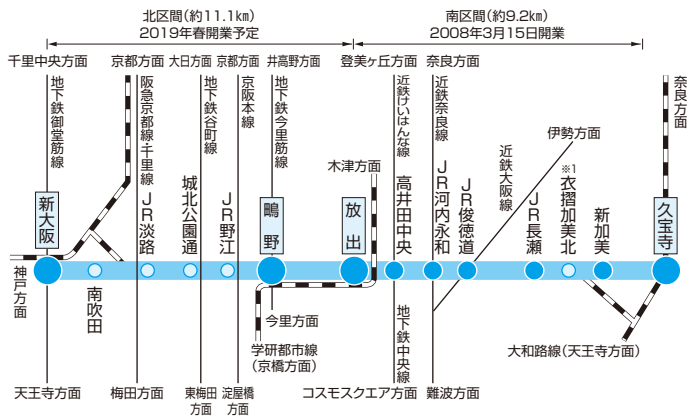 北区間(約11.1km)
2019年春開業予定
南区間(約9.2km)
2008年3月15日開業
千里中央方面
京都方面
大日方面
京都方面
井高野方面
登美ヶ丘方面
奈良方面
奈良方面
地下鉄御堂筋線
阪急京都線・千里線
地下鉄谷町線
京阪本線
地下鉄今里筋線
近鉄けいはんな線
近鉄奈良線
近鉄大阪線
伊勢方面
木津方面
新大阪
南吹田
JR淡路
城北公園通
JR野江
鴫野
放出
高井田中央
JR河内永和
JR俊徳道
JR長瀬
※1
衣摺加美北
新加美
久宝寺
神戸方面
今里方面
学研都市線
(京橋方面)
地下鉄中央線
大和路線(天王寺方面)
天王寺方面
梅田方面
東梅田
方面
淀屋橋
方面
コスモスクエア方面
難波方面